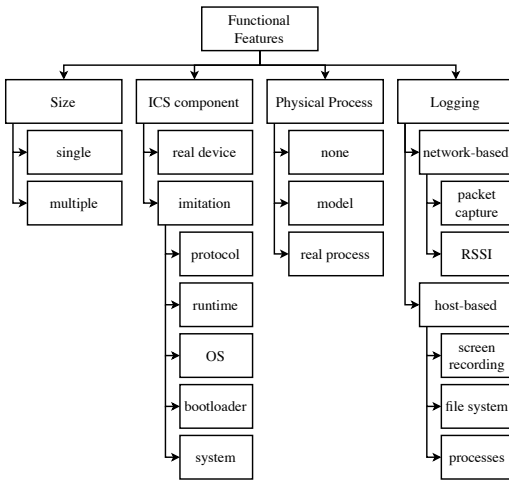 Functional
Features
Size
single
multiple
ICS component
real device
imitation
protocol
runtime
OS
bootloader
system
Physical Process
none
model
real process
Logging
network-based
packet
capture
RSSI
host-based
screen
recording
file system
processes